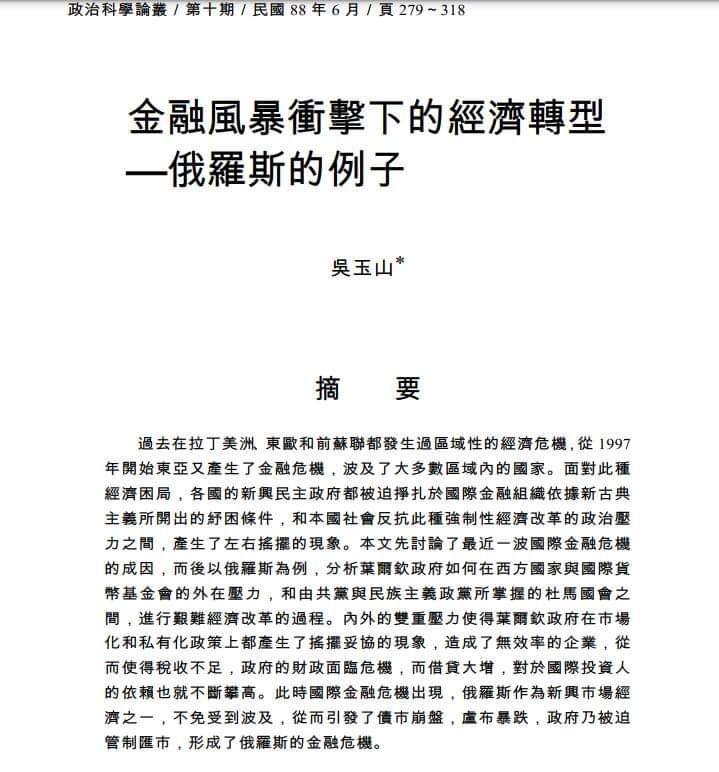 政治科學論叢 / 第十期 / 民國 88 年 6 月 / 頁 279～318
金融風暴衝擊下的經濟轉型
—俄羅斯的例子
吳玉山*
摘 要
過去在拉丁美洲、東歐和前蘇聯都發生過區域性的經濟危機，從 1997
年開始東亞又產生了金融危機，波及了大多數區域內的國家。面對此種
經濟困局，各國的新興民主政府都被迫掙扎於國際金融組織依據新古典
主義所開出的紓困條件，和本國社會反抗此種強制性經濟改革的政治壓
力之間，產生了左右搖擺的現象。本文先討論了最近一波國際金融危機
的成因，而後以俄羅斯為例，分析葉爾欽政府如何在西方國家與國際貨
幣基金會的外在壓力，和由共黨與民族主義政黨所掌握的杜馬國會之
間，進行艱難經濟改革的過程。內外的雙重壓力使得葉爾欽政府在市場
化和私有化政策上都產生了搖擺妥協的現象，造成了無效率的企業，從
而使得稅收不足，政府的財政面臨危機，而借貸大增，對於國際投資人
的依賴也就不斷攀高。此時國際金融危機出現，俄羅斯作為新興市場經
濟之一，不免受到波及，從而引發了債市崩盤，盧布暴跌，政府乃被迫
管制匯市，形成了俄羅斯的金融危機。